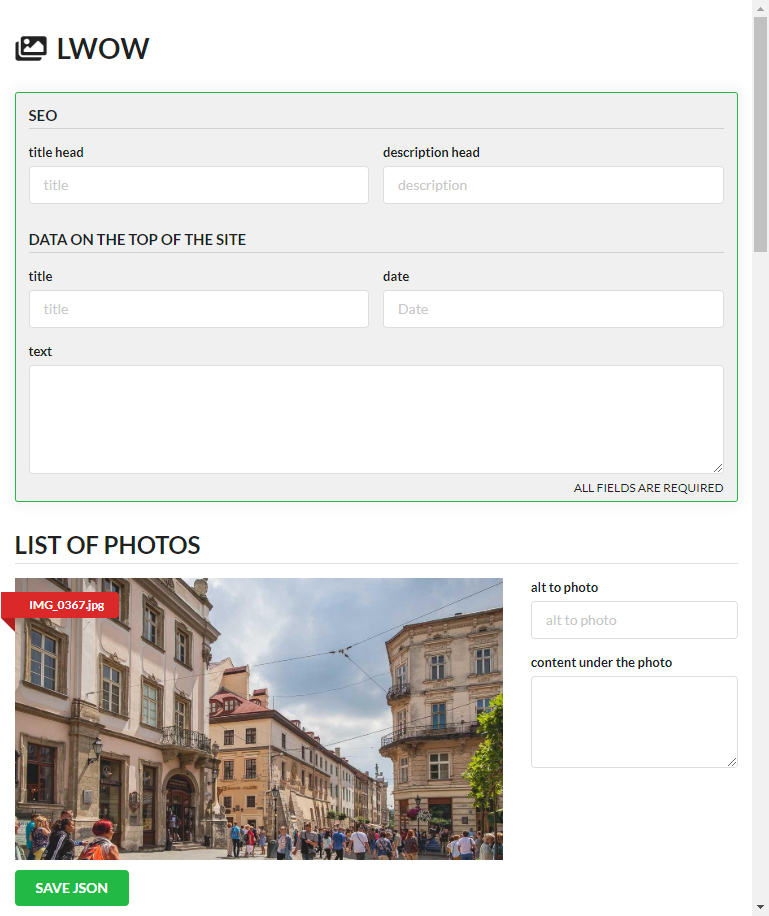 LWOW
SEO
title head
description head
title
description
DATA ON THE TOP OF THE SITE
title
date
title
Date
text
ALL FIELDS ARE REQUIRED
LIST OF PHOTOS
IMG_0367.jpg
alt to photo
alt to photo
content under the photo
SAVE JSON